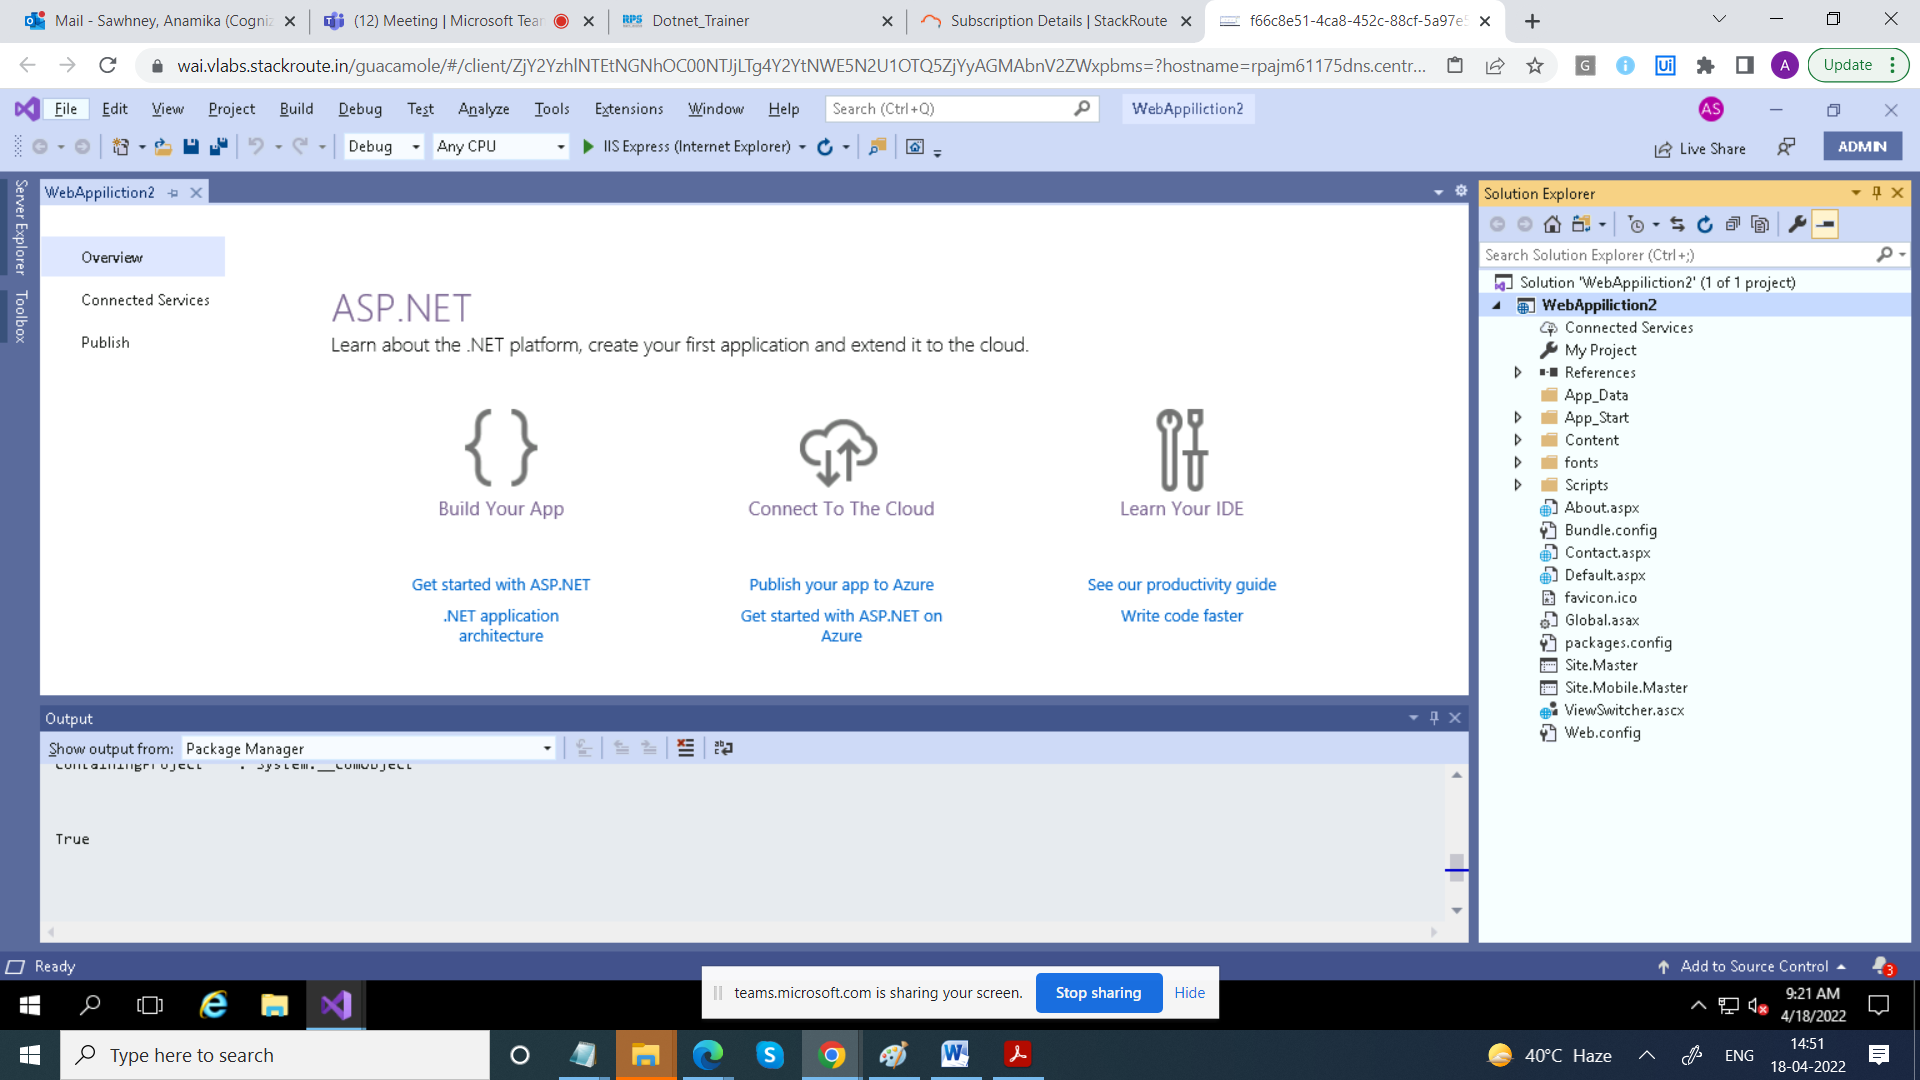 Mail - Sawhney, Anamika (Cogniz
(12) Meeting | Microsoft Tear
RPS Dotnet_Trainer
Subscription Details | StackRoute
f66c8e51-4ca8-452c-88cf-5a97e5
wai.vlabs.stackroute.in/guacamole/#/client/ZjY2YzhlNTEtNGNhOC00NTJjLTg4Y2YtNWE5N2U1OTQ5ZjYyAGMAbnV2ZWxpbms=?hostname=rpajm61175dns.centr...
G
Ui
A
Update
File Edit View Project Build Debug Test Analyze Tools Extensions Window Help
Search (Ctrl+Q)
WebAppiliction2
AS
Debug
Any CPU
IIS Express (Internet Explorer)
Live Share
ADMIN
Server Explorer
Toolbox
WebAppiliction2
Overview
Connected Services
Publish
ASP.NET
Learn about the .NET platform, create your first application and extend it to the cloud.
Build Your App
Connect To The Cloud
Learn Your IDE
Get started with ASP.NET
.NET application
architecture
Publish your app to Azure
Get started with ASP.NET on
Azure
See our productivity guide
Write code faster
Solution Explorer
Search Solution Explorer (Ctrl+;)
Solution 'WebAppiliction2' (1 of 1 project)
WebAppiliction2
Connected Services
My Project
References
App_Data
App_Start
Content
fonts
Scripts
About.aspx
Bundle.config
Contact.aspx
Default.aspx
favicon.ico
Global.asax
packages.config
Site.Master
Site.Mobile.Master
ViewSwitcher.ascx
Web.config
Output
Show output from: Package Manager
ContainingProject : System.__ComObject
True
Ready
Add to Source Control
3
teams.microsoft.com is sharing your screen.
Stop sharing
Hide
9:21 AM
4/18/2022
Type here to search
40°C Haze
ENG
14:51
18-04-2022